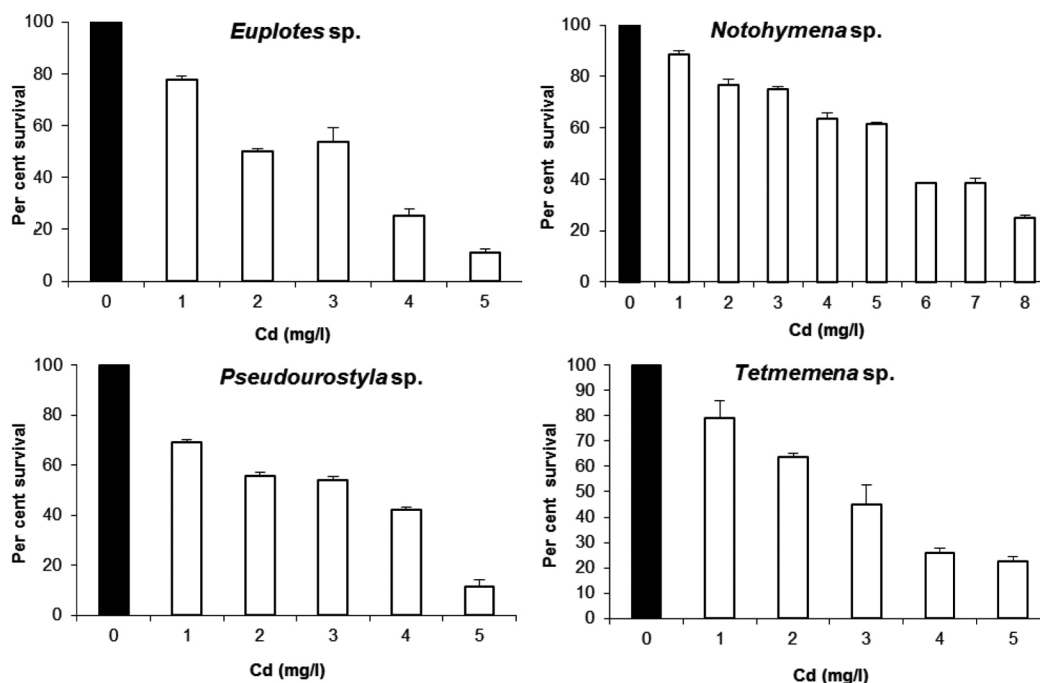 Euplotes sp.
Per cent survival
100
80
60
40
20
0
0 1 2 3 4 5
Cd (mg/l)
Notohymena sp.
Per cent survival
100
80
60
40
20
0
0 1 2 3 4 5 6 7 8
Cd (mg/l)
Pseudourostyla sp.
Per cent survival
100
80
60
40
20
0
0 1 2 3 4 5
Cd (mg/l)
Tetmemena sp.
Per cent survival
100
90
80
70
60
50
40
30
20
10
0
0 1 2 3 4 5
Cd (mg/l)